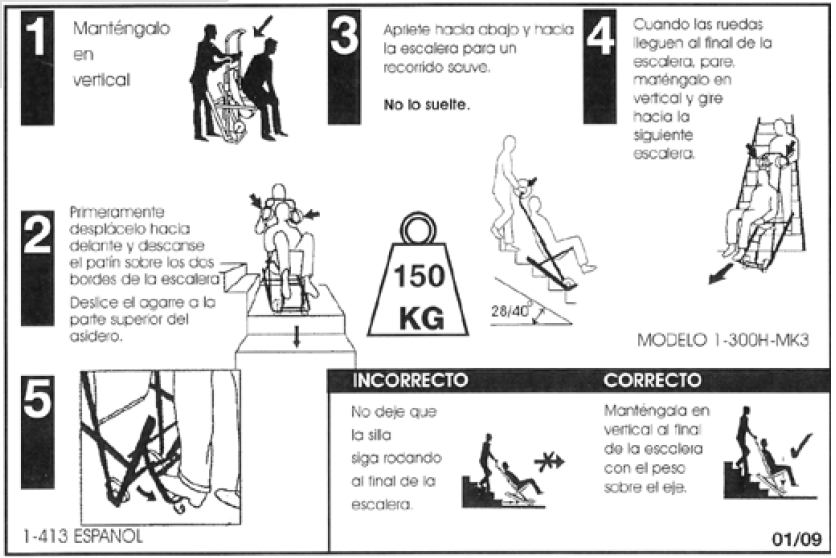 1
Manténgalo
en
vertical
2
Primeramente
desplácelo hacia
delante y descanse
el patín sobre los dos
bordes de la escalera
Deslice el agarre a la
parte superior del
asidero.
3
Apriete hacia abajo y hacia
la escalera para un
recorrido souve.
No lo suelte.
150
KG
28/40
4
Cuando las ruedas
lleguen al final de la
escalera, pare,
maténgalo en
vertical y gire
hacia la
siguiente
escalera.
MODELO 1-300H-MK3
5
1-413 ESPANOL
INCORRECTO
No deje que
la silla
siga rodando
al final de la
escalera.
CORRECTO
Manténgala en
vertical al final
de la escalera
con el peso
sobre el eje.
01/09